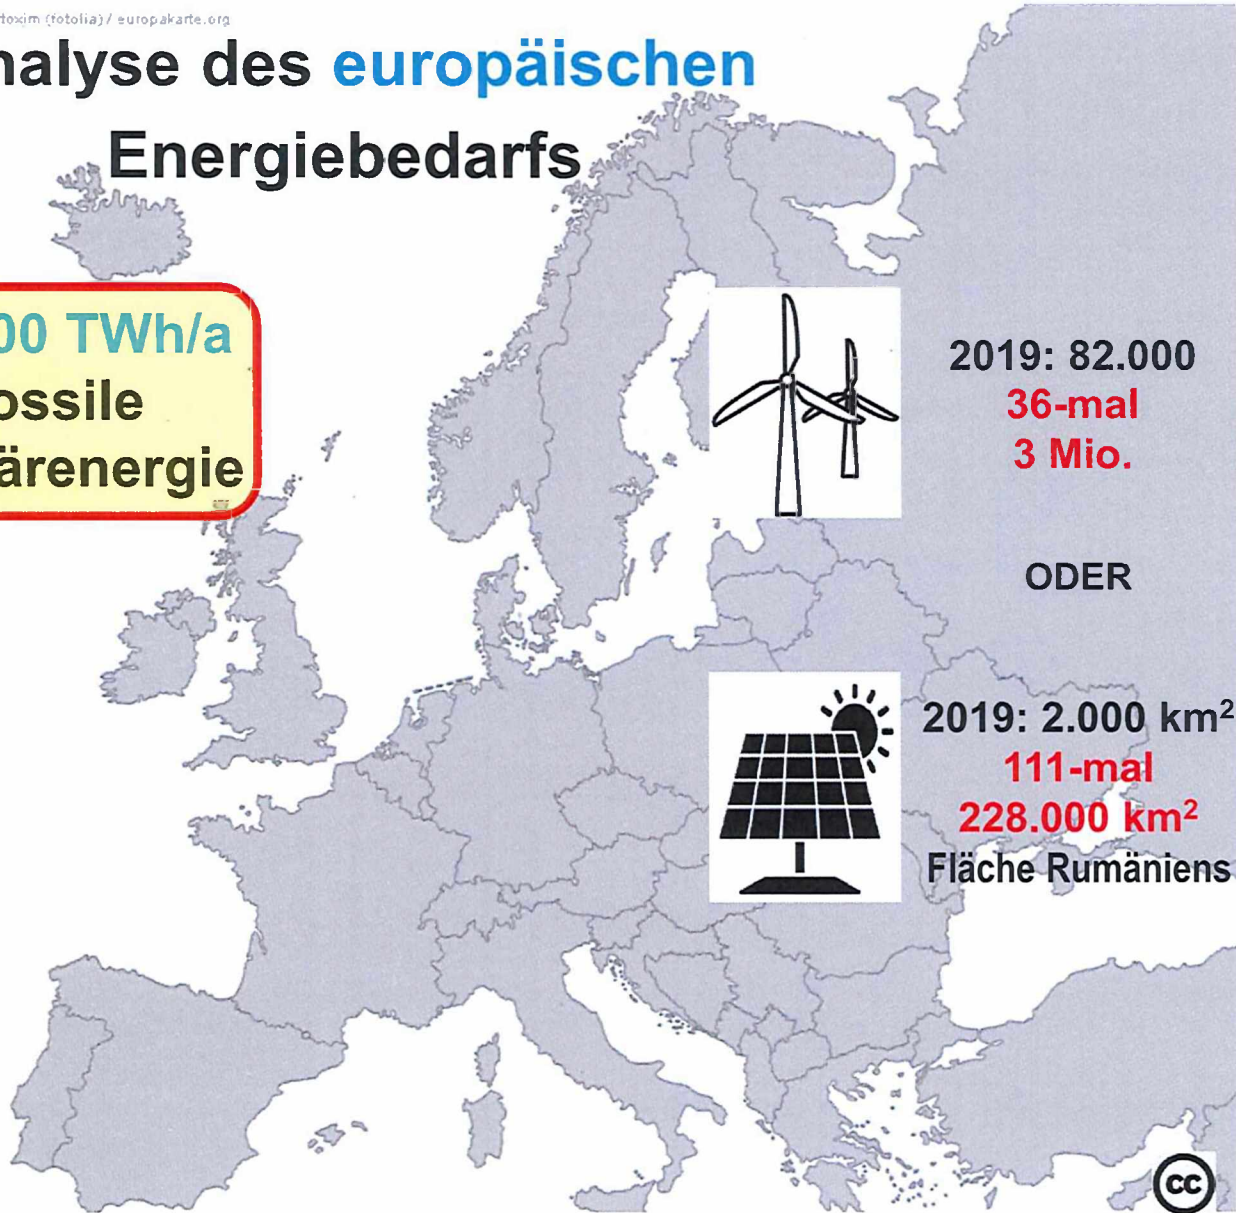 toxim (fotolia) / europakarte.org
nalyse des europäischen
Energiebedarfs
00 TWh/a
ossile
ärenergie
2019: 82.000
36-mal
3 Mio.
ODER
2019: 2.000 km²
111-mal
228.000 km²
Fläche Rumäniens
cc